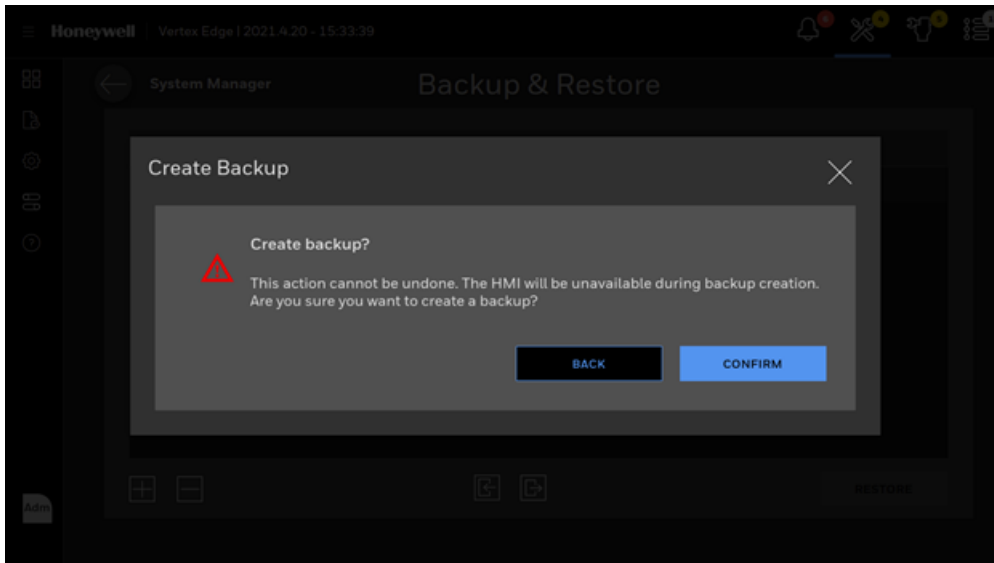 Honeywell | Vertex Edge | 2021.4.20 - 15:33:39
System Manager
Backup & Restore
Create Backup
Create backup?
This action cannot be undone. The HMI will be unavailable during backup creation.
Are you sure you want to create a backup?
BACK
CONFIRM
RESTORE
Adm